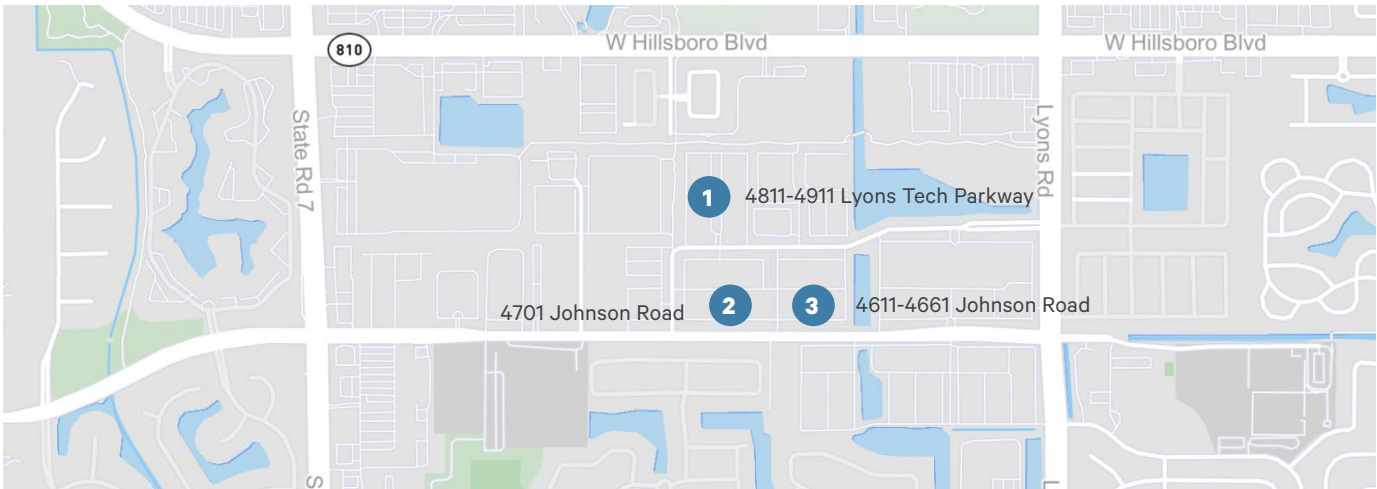 W Hillsboro Blvd
W Hillsboro Blvd
810
State Rd 7
Lyons Rd
1
4811-4911 Lyons Tech Parkway
4701 Johnson Road
2
3
4611-4661 Johnson Road
S
L